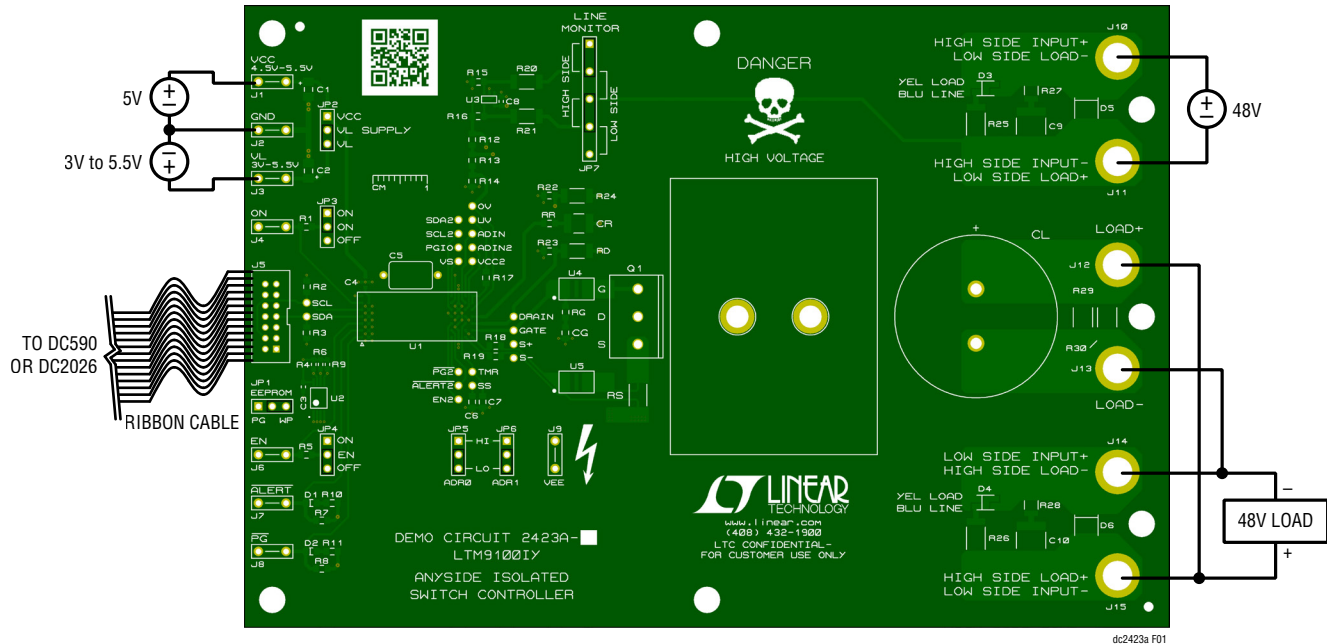 5V
3V to 5.5V
TO DC590
OR DC2026
RIBBON CABLE
VCC
4.5V-5.5V
J1
C1
GND
J2
VL
3V-5.5V
J3
C2
JP2
VCC
VL SUPPLY
VL
ON
J4
R1
JP3
ON
ON
OFF
J5
R2
SCL
SDA
R3
R6
R4
R9
JP1
EEPROM
PG WP
C3
U2
EN
J6
R5
JP4
ON
EN
OFF
ALERT
J7
D1 R10
R7
PG
J8
D2 R11
R8
CM 1
LINE
MONITOR
HIGH SIDE
LOW SIDE
JP7
R15
R20
U3
C8
R16
R21
R12
R13
R14
OV
SDA2 UV
SCL2 ADIN
PGIO ADIN2
VS VCC2
R22
R24
RR
CR
R23
RD
C5
C4
R17
U1
U4
RG
CG
U5
DRAIN
GATE
S+
S-
R18
R19
Q1
G
D
S
RS
PG2 TMR
ALERT2 SS
EN2
C7
C6
JP5
JP6
HI
LO
ADR0
ADR1
J9
VEE
DEMO CIRCUIT 2423A-
LTM9100IY
ANYSIDE ISOLATED
SWITCH CONTROLLER
DANGER
HIGH VOLTAGE
LINEAR
TECHNOLOGY
www.linear.com
(408) 432-1900
LTC CONFIDENTIAL-
FOR CUSTOMER USE ONLY
J10
HIGH SIDE INPUT+
LOW SIDE LOAD-
YEL LOAD
BLU LINE
D3
R27
D5
R25
C9
HIGH SIDE INPUT-
LOW SIDE LOAD+
J11
48V
CL
LOAD+
J12
R29
R30
J13
LOAD-
J14
LOW SIDE INPUT+
HIGH SIDE LOAD-
YEL LOAD
BLU LINE
D4
R28
D6
R26
C10
HIGH SIDE LOAD+
LOW SIDE INPUT-
J15
48V LOAD
dc2423a F01